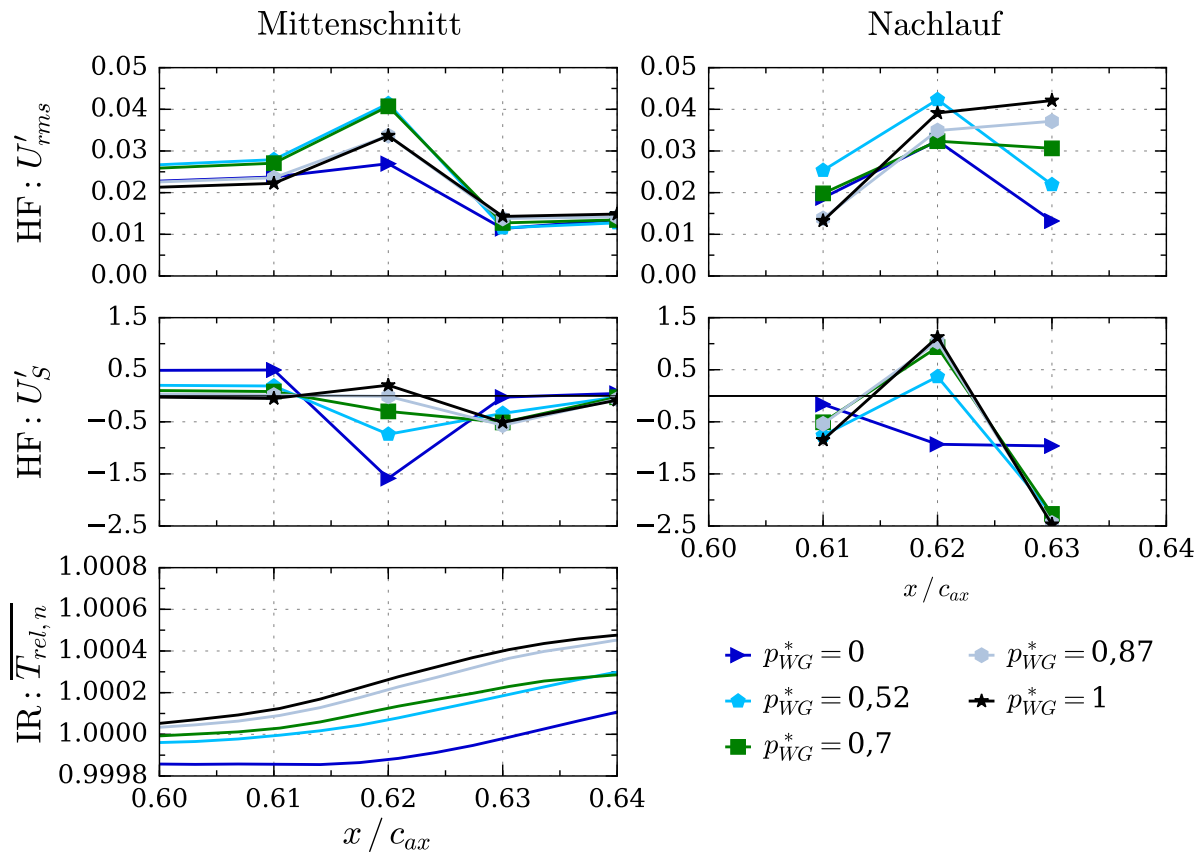 Mittenschnitt
Nachlauf
HF: U'rms
0.05
0.04
0.03
0.02
0.01
0.00
0.05
0.04
0.03
0.02
0.01
0.00
HF: U'S
1.5
0.5
−0.5
−1.5
−2.5
1.5
0.5
−0.5
−1.5
−2.5
0.60 0.61 0.62 0.63 0.64
x / cax
IR: Trel,n
1.0008
1.0006
1.0004
1.0002
1.0000
0.9998
0.60 0.61 0.62 0.63 0.64
x / cax
p*WG = 0
p*WG = 0,52
p*WG = 0,7
p*WG = 0,87
p*WG = 1